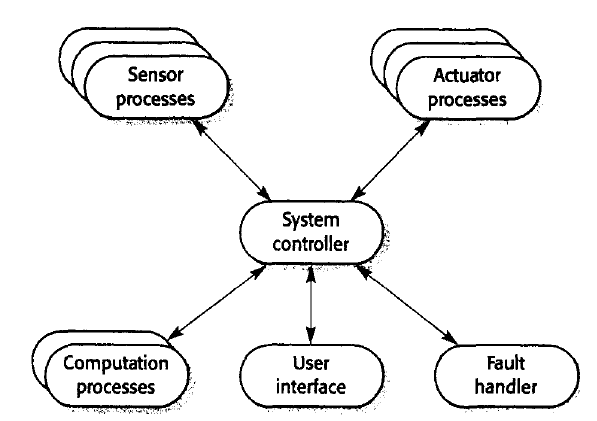 Sensor
processes
Actuator
processes
System
controller
Computation
processes
User
interface
Fault
handler